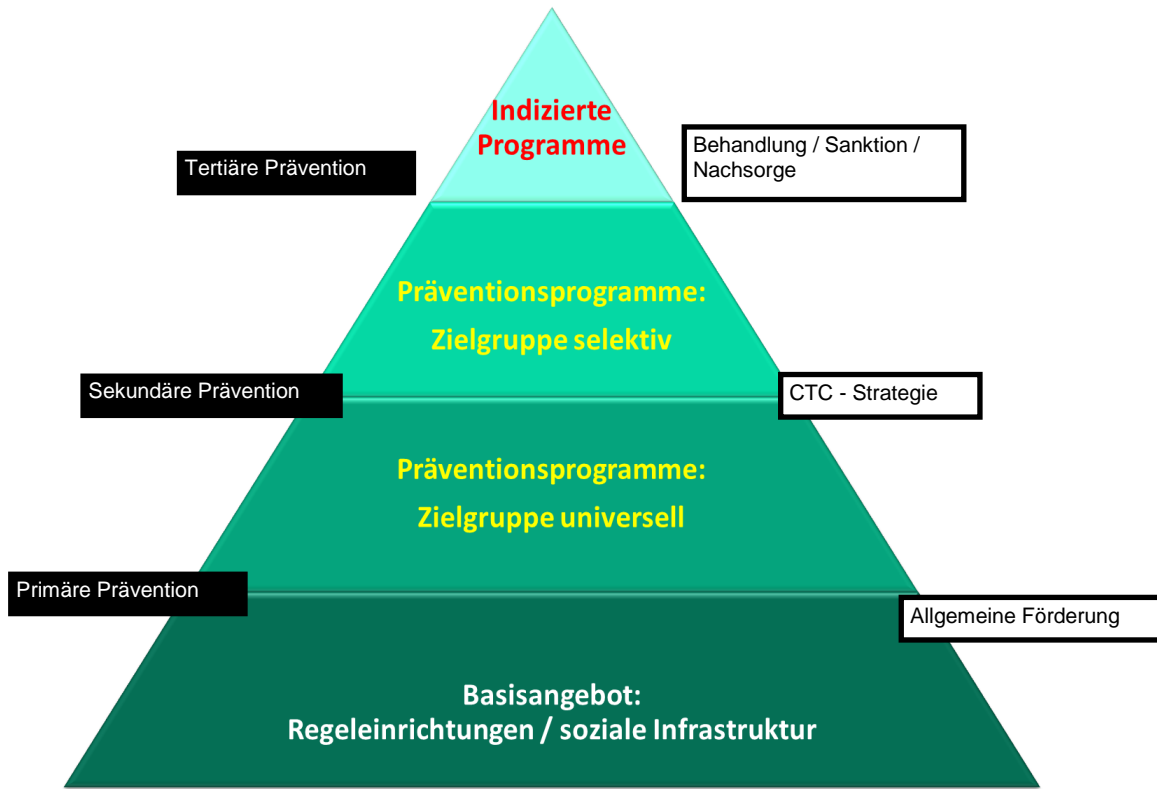 Indizierte
Programme
Tertiäre Prävention
Behandlung / Sanktion /
Nachsorge
Präventionsprogramme:
Zielgruppe selektiv
Sekundäre Prävention
CTC - Strategie
Präventionsprogramme:
Zielgruppe universell
Primäre Prävention
Allgemeine Förderung
Basisangebot:
Regeleinrichtungen / soziale Infrastruktur